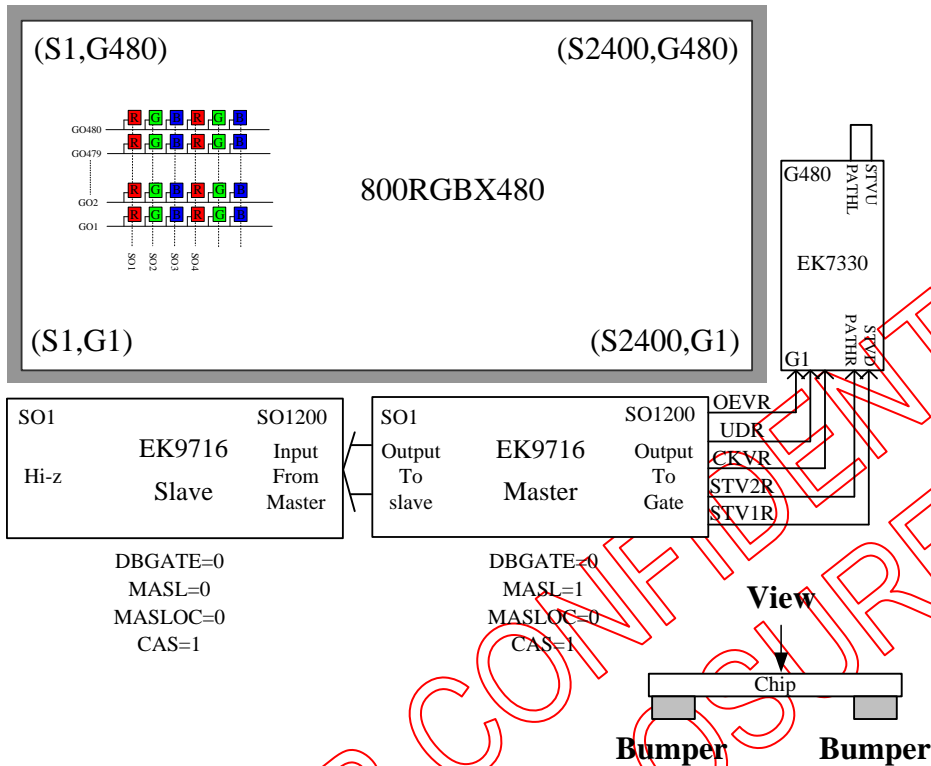 (S1,G480)
(S2400,G480)
R G B R G B
GO480
R G B R G B
GO479
R G B R G B
GO2
R G B R G B
GO1
SO1
SO2
SO3
SO4
800RGBX480
(S1,G1)
(S2400,G1)
G480
PATHL
STVU
EK7330
PATHR
STVD
G1
SO1
SO1200
EK9716
Slave
Hi-z
Input
From
Master
SO1
SO1200
Output
To
slave
EK9716
Master
Output
To
Gate
OEVR
UDR
CKVR
STV2R
STV1R
DBGATE=0
MASL=0
MASLOC=0
CAS=1
DBGATE=0
MASL=1
MASLOC=0
CAS=1
View
Chip
Bumper
Bumper
CONFIDENT
OSURE